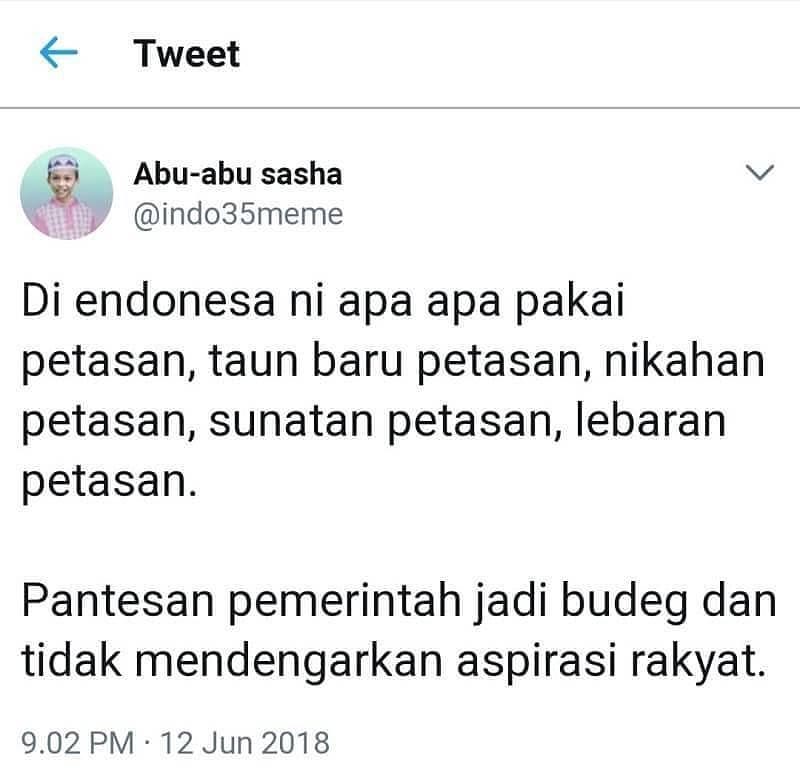 Tweet
Abu-abu sasha
@indo35meme
Di endonesa ni apa apa pakai
petasan, taun baru petasan, nikahan
petasan, sunatan petasan, lebaran
petasan.
Pantesan pemerintah jadi budeg dan
tidak mendengarkan aspirasi rakyat.
9.02 PM · 12 Jun 2018